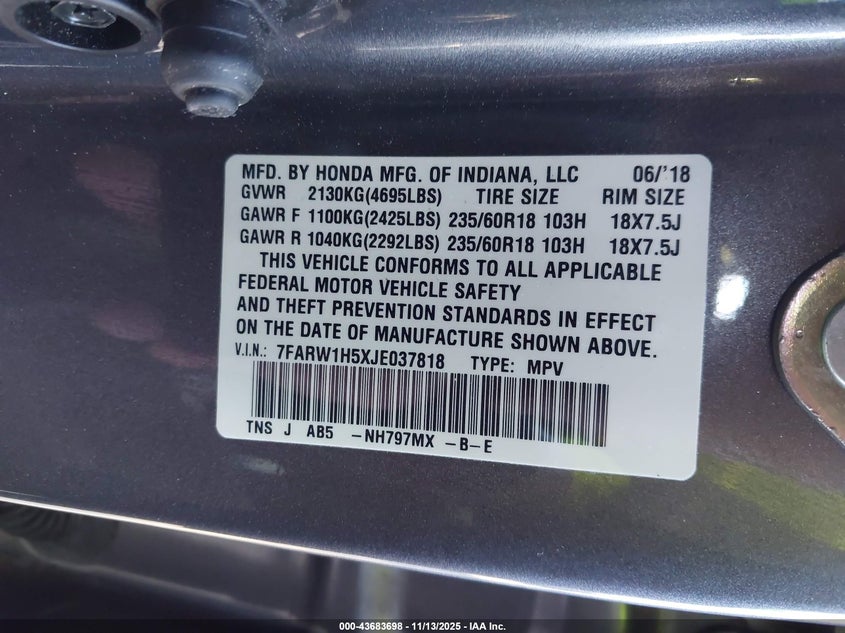 MFD. BY HONDA MFG. OF INDIANA, LLC 06/'18
GVWR 2130KG(4695LBS) TIRE SIZE RIM SIZE
GAWR F 1100KG(2425LBS) 235/60R18 103H 18X7.5J
GAWR R 1040KG(2292LBS) 235/60R18 103H 18X7.5J
THIS VEHICLE CONFORMS TO ALL APPLICABLE
FEDERAL MOTOR VEHICLE SAFETY
AND THEFT PREVENTION STANDARDS IN EFFECT
ON THE DATE OF MANUFACTURE SHOWN ABOVE.
V.I.N.: 7FARW1H5XJE037818 TYPE: MPV
TNS J AB5 -NH797MX -B-E
000-43683698 - 11/13/2025 - IAA Inc.